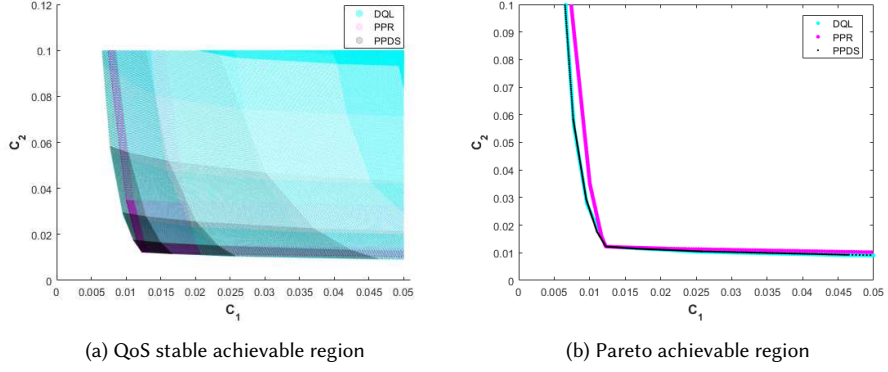 0.12
0.1
0.08
0.06
0.04
0.02
0
C2
0 0.005 0.01 0.015 0.02 0.025 0.03 0.035 0.04 0.045 0.05
C1
DQL
PPR
PPDS
(a) QoS stable achievable region
0.1
0.09
0.08
0.07
0.06
0.05
0.04
0.03
0.02
0.01
0
C2
0 0.005 0.01 0.015 0.02 0.025 0.03 0.035 0.04 0.045 0.05
C1
DQL
PPR
PPDS
(b) Pareto achievable region